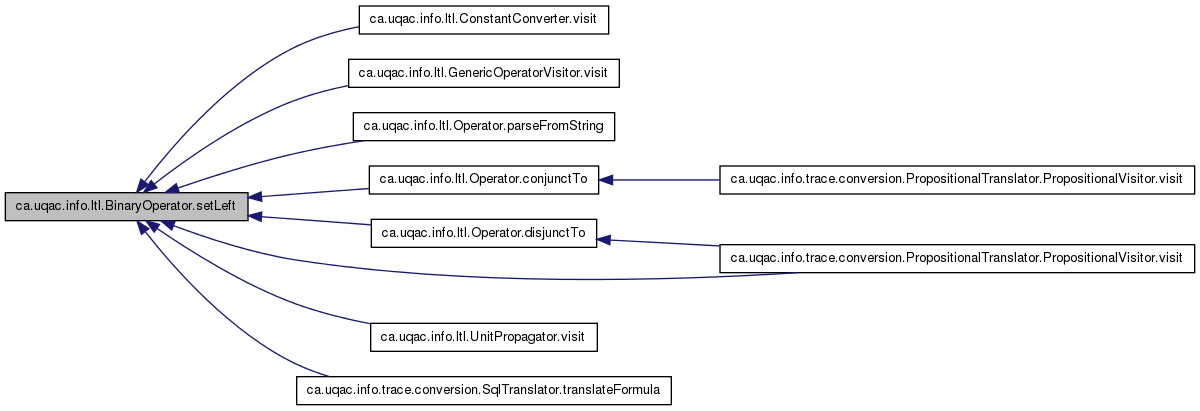 ca.uqac.info.ltl.ConstantConverter.visit
ca.uqac.info.ltl.GenericOperatorVisitor.visit
ca.uqac.info.ltl.Operator.parseFromString
ca.uqac.info.ltl.Operator.conjunctTo
ca.uqac.info.trace.conversion.PropositionalTranslator.PropositionalVisitor.visit
ca.uqac.info.ltl.BinaryOperator.setLeft
ca.uqac.info.ltl.Operator.disjunctTo
ca.uqac.info.trace.conversion.PropositionalTranslator.PropositionalVisitor.visit
ca.uqac.info.ltl.UnitPropagator.visit
ca.uqac.info.trace.conversion.SqlTranslator.translateFormula